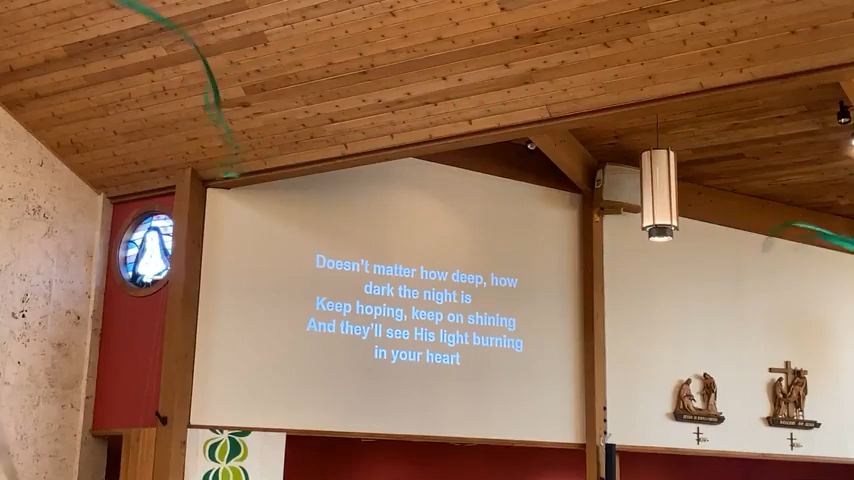 Doesn't matter how deep, how
dark the night is
Keep hoping, keep on shining
And they'll see His light burning
in your heart